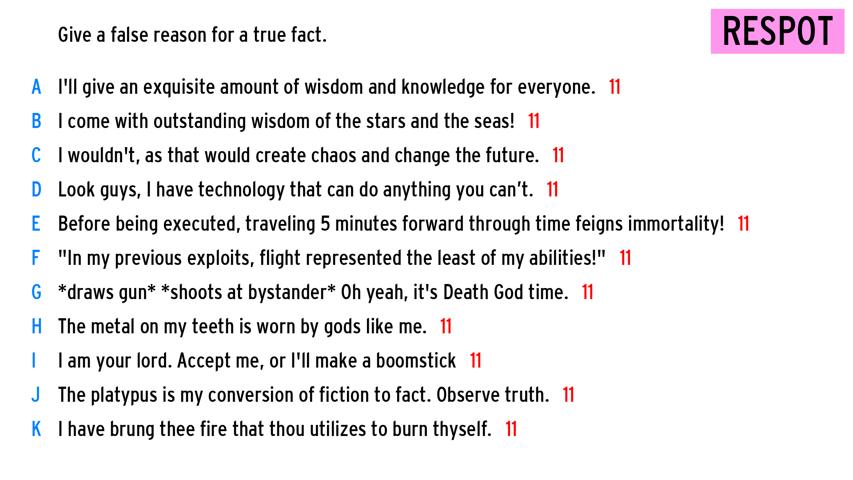 Give a false reason for a true fact.
RESPOT
A I'll give an exquisite amount of wisdom and knowledge for everyone. 11
B I come with outstanding wisdom of the stars and the seas! 11
C I wouldn't, as that would create chaos and change the future. 11
D Look guys, I have technology that can do anything you can't. 11
E Before being executed, traveling 5 minutes forward through time feigns immortality! 11
F "In my previous exploits, flight represented the least of my abilities!" 11
G *draws gun* *shoots at bystander* Oh yeah, it's Death God time. 11
H The metal on my teeth is worn by gods like me. 11
I I am your lord. Accept me, or I'll make a boomstick 11
J The platypus is my conversion of fiction to fact. Observe truth. 11
K I have brung thee fire that thou utilizes to burn thyself. 11